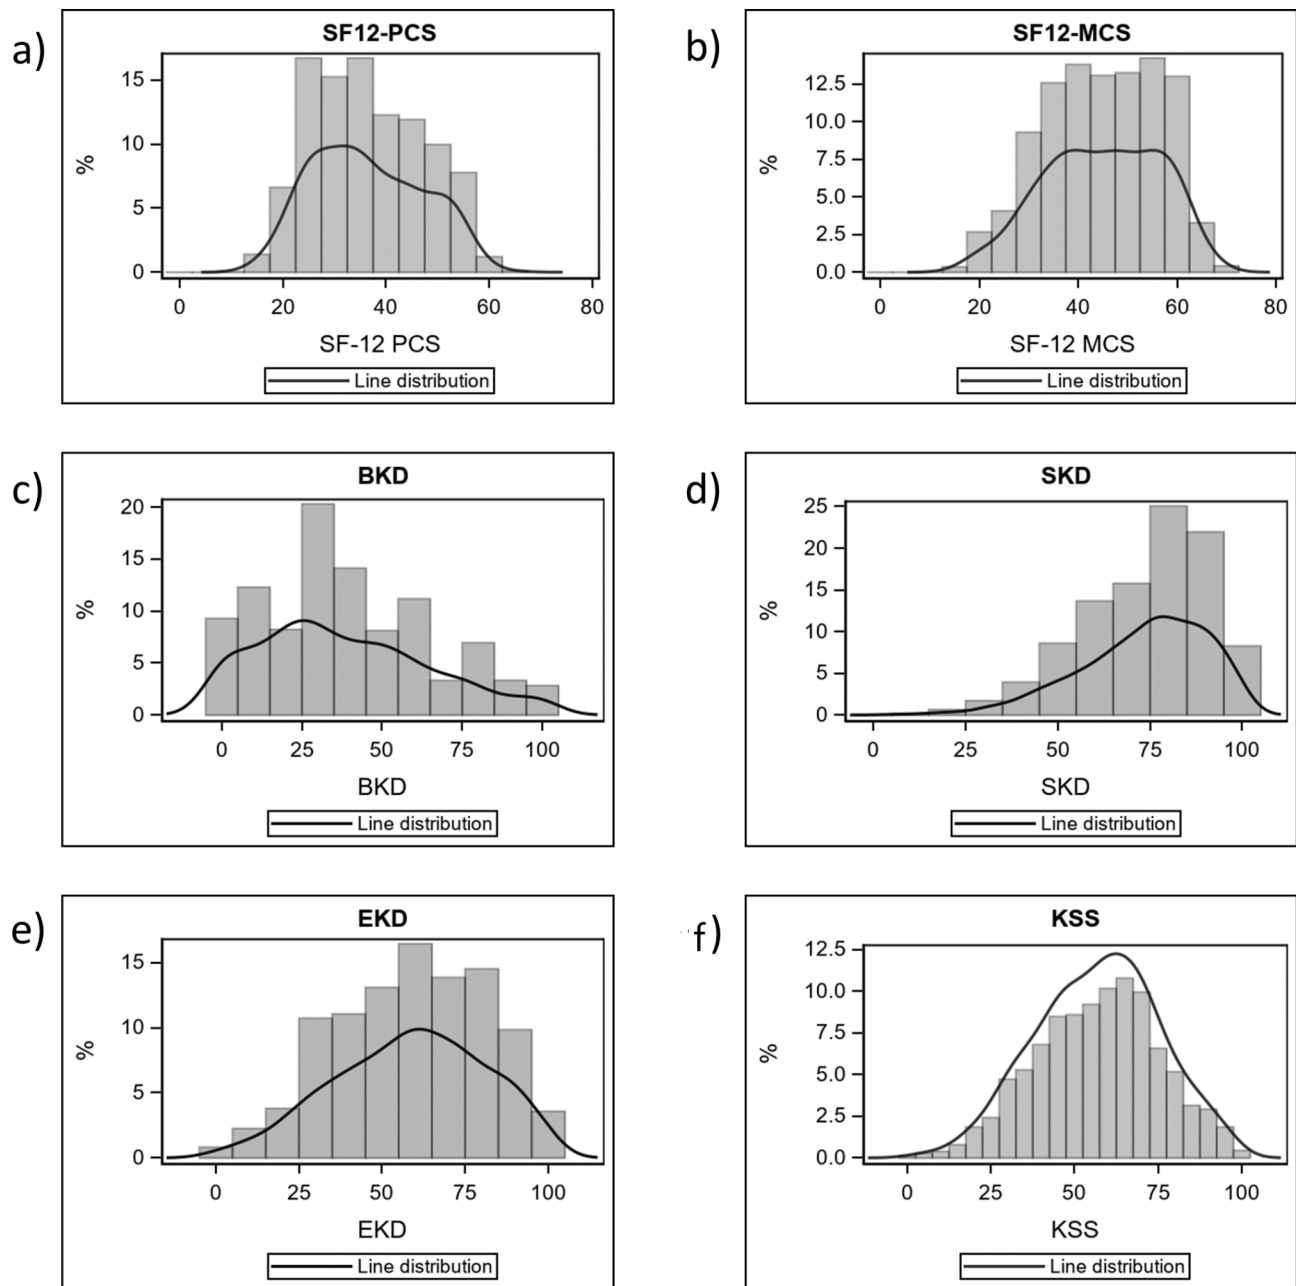 a)
SF12-PCS
15
10
5
0
%
0 20 40 60 80
SF-12 PCS
Line distribution
b)
SF12-MCS
12.5
10.0
7.5
5.0
2.5
0.0
%
0 20 40 60 80
SF-12 MCS
Line distribution
c)
BKD
20
15
10
5
0
%
0 25 50 75 100
BKD
Line distribution
d)
SKD
25
20
15
10
5
0
%
0 25 50 75 100
SKD
Line distribution
e)
EKD
15
10
5
0
%
0 25 50 75 100
EKD
Line distribution
f)
KSS
12.5
10.0
7.5
5.0
2.5
0.0
%
0 25 50 75 100
KSS
Line distribution